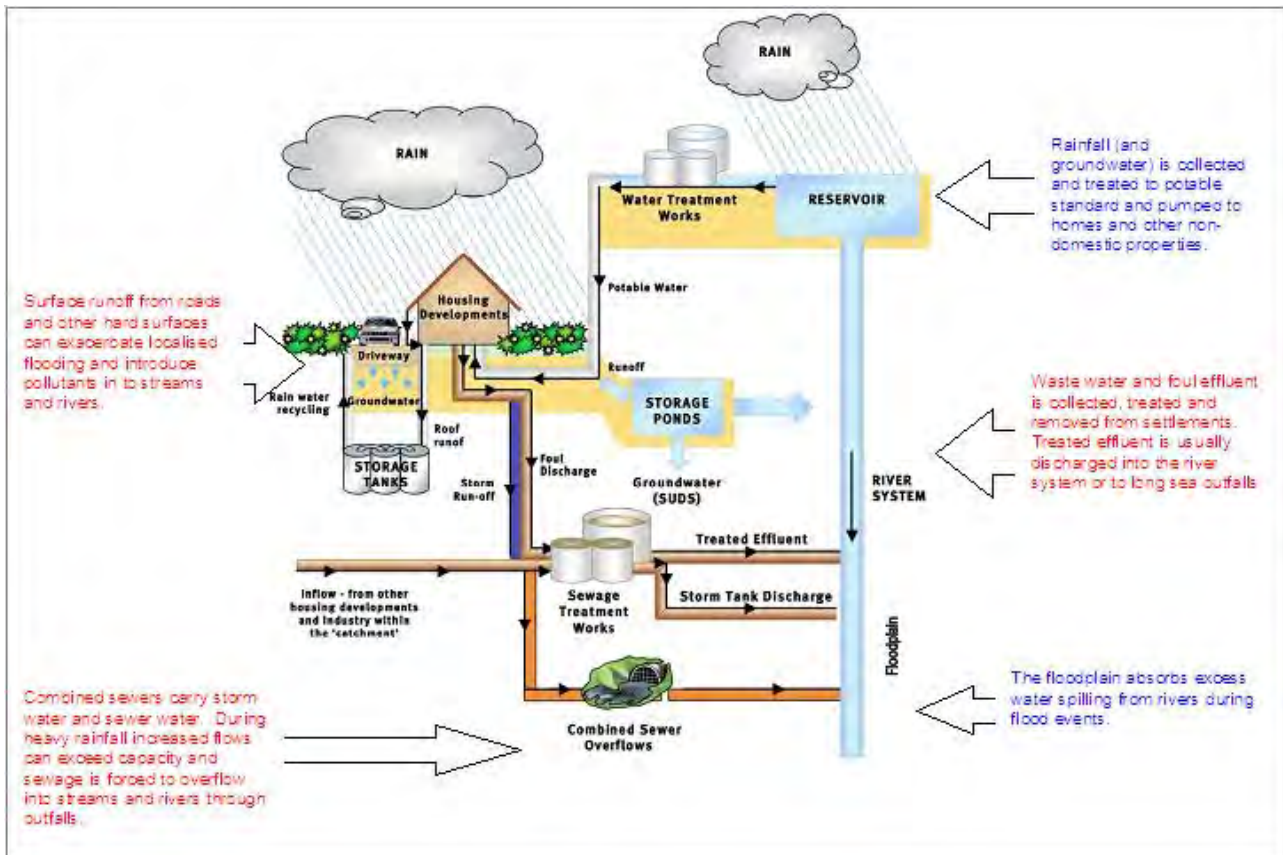 RAIN
RAIN
Rainfall (and
groundwater) is collected
and treated to potable
standard and pumped to
homes and other non-
domestic properties.
Water Treatment
Works
RESERVOIR
Potable Water
Housing
Developments
Surface runoff from roads
and other hard surfaces
can exacerbate localised
flooding and introduce
pollutants in to streams
and rivers.
Driveway
Rain water
recycling
Groundwater
Roof
runof
STORAGE
TANKS
Runoff
STORAGE
PONDS
Groundwater
(SUDS)
Foul
Discharge
Storm
Run-off
RIVER
SYSTEM
Waste water and foul effluent
is collected, treated and
removed from settlements.
Treated effluent is usually
discharged into the river
system or to long sea outfalls
Treated Effluent
Storm Tank Discharge
Sewage
Treatment
Works
Inflow - from other
housing developments
and industry within
the 'catchment'
Floodplain
The floodplain absorbs excess
water spilling from rivers during
flood events.
Combined Sewer
Overflows
Combined sewers carry storm
water and sewer water. During
heavy rainfall increased flows
can exceed capacity and
sewage is forced to overflow
into streams and rivers through
outfalls.